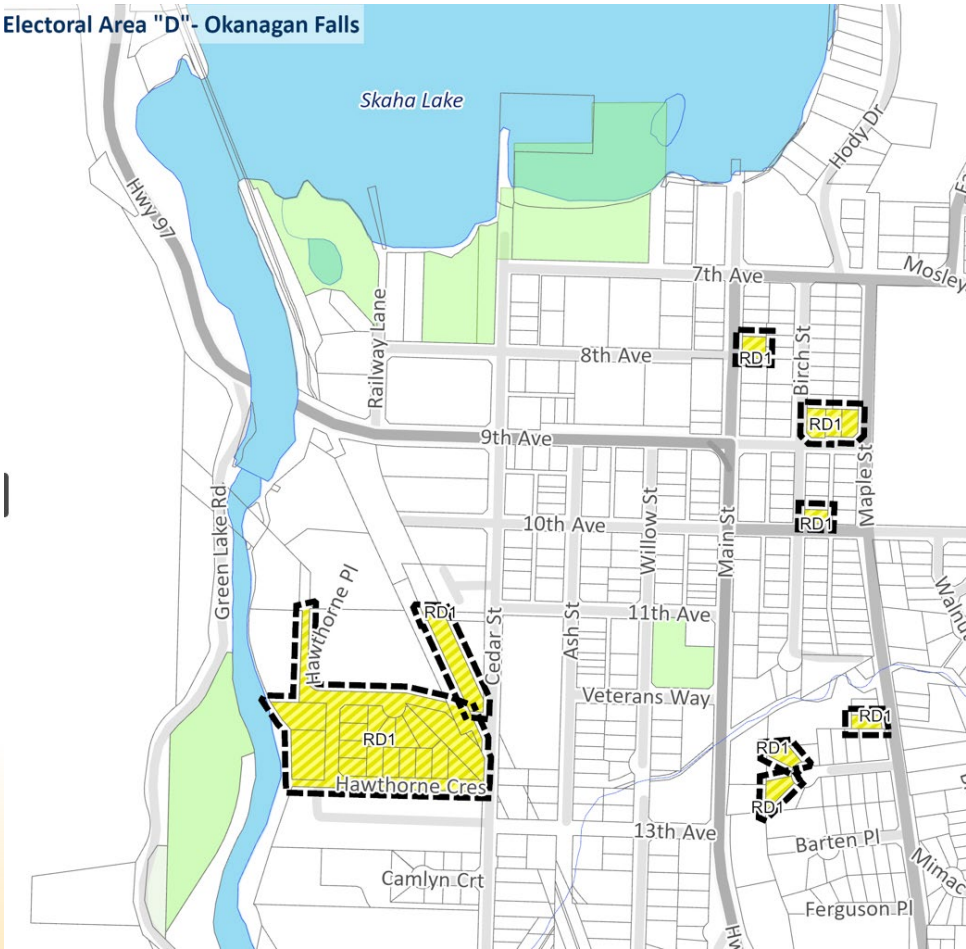 Electoral Area "D"- Okanagan Falls
Skaha Lake
Hody Dr
Hwy 97
7th Ave
Mosley
Railway Lane
8th Ave
RD1
Birch St
RD1
9th Ave
Maple St
Green Lake Rd
10th Ave
Willow St
Main St
RD1
Hawthorne Pl
RD1
Cedar St
Ash St
11th Ave
Walnut
Veterans Way
RD1
RD1
RD1
Hawthorne Cres
RD1
13th Ave
Barten Pl
Mimac
Camlyn Crt
Ferguson Pl